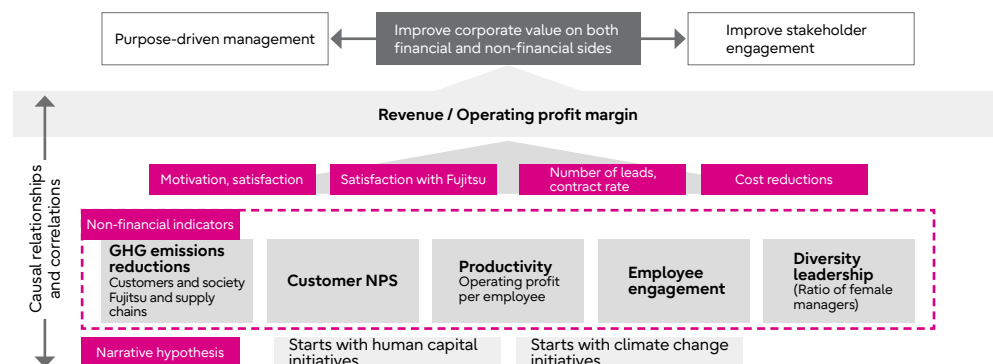 Purpose-driven management
Improve corporate value on both
financial and non-financial sides
Improve stakeholder
engagement
Revenue / Operating profit margin
Causal relationships
and correlations
Motivation, satisfaction
Satisfaction with Fujitsu
Number of leads,
contract rate
Cost reductions
Non-financial indicators
GHG emissions
reductions
Customers and society
Fujitsu and supply
chains
Customer NPS
Productivity
Operating profit
per employee
Employee
engagement
Diversity
leadership
(Ratio of female
managers)
Narrative hypothesis
Starts with human capital
initiatives
Starts with climate change
initiatives